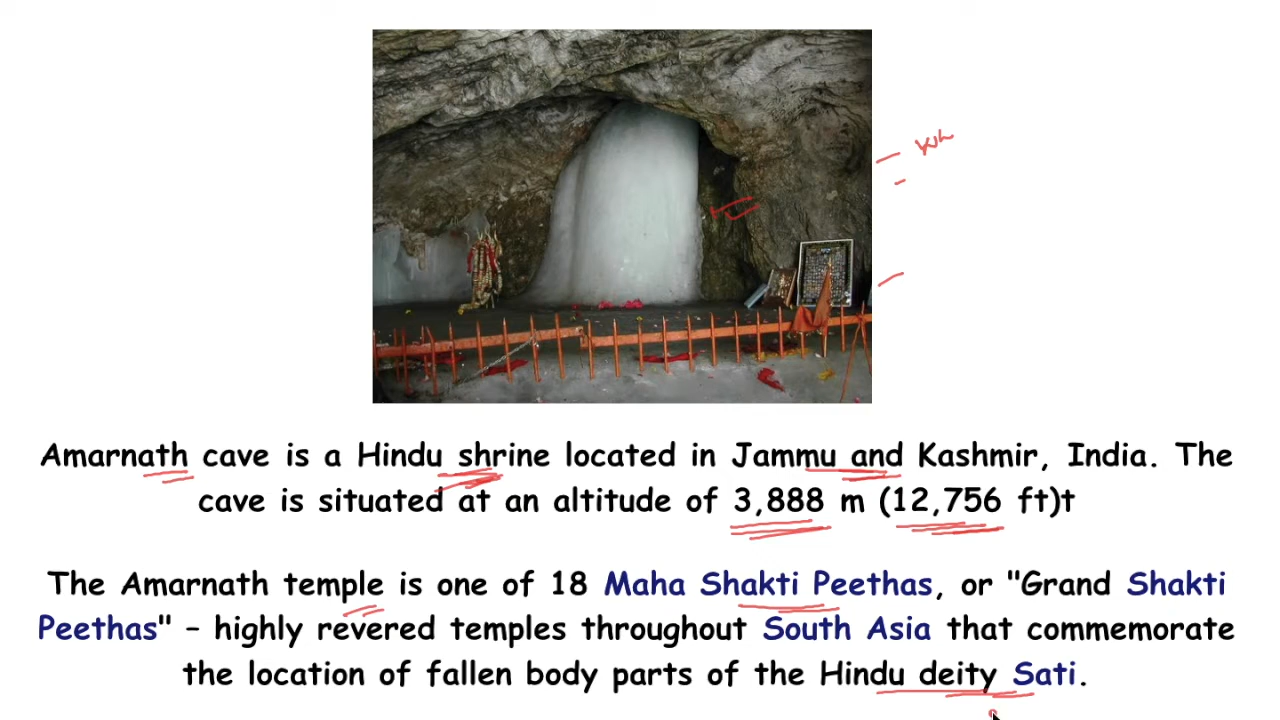 Amarnath cave is a Hindu shrine located in Jammu and Kashmir, India. The
cave is situated at an altitude of 3,888 m (12,756 ft)t
The Amarnath temple is one of 18 Maha Shakti Peethas, or "Grand Shakti
Peethas" – highly revered temples throughout South Asia that commemorate
the location of fallen body parts of the Hindu deity Sati.